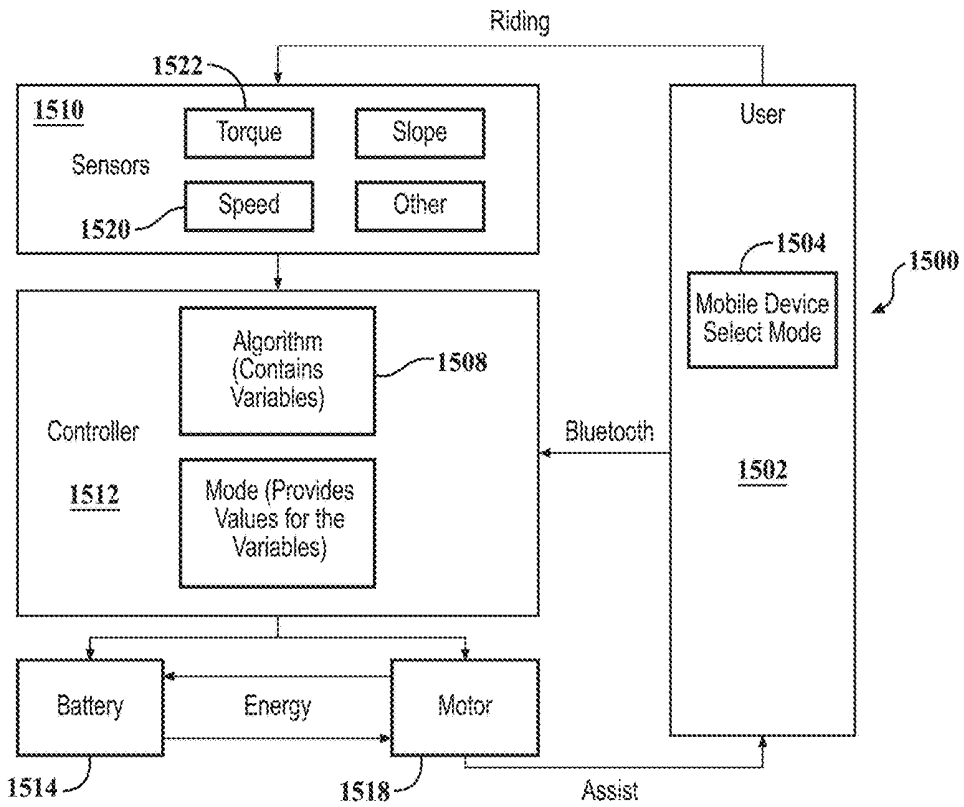 Riding
1522
1510
Torque
Slope
Sensors
Speed
Other
1520
User
1504
Mobile Device
Select Mode
1500
Algorithm
(Contains
Variables)
1508
Controller
1512
Mode (Provides
Values for the
Variables)
Bluetooth
1502
Battery
Energy
Motor
1514
1518
Assist